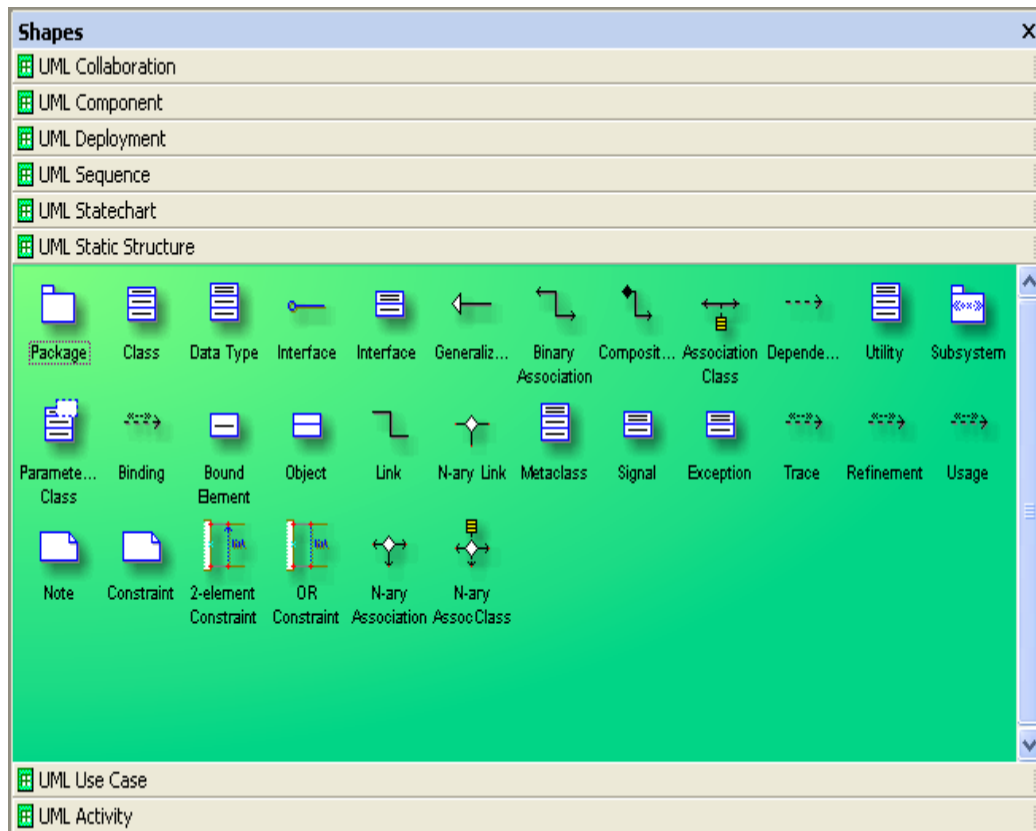 Shapes
UML Collaboration
UML Component
UML Deployment
UML Sequence
UML Statechart
UML Static Structure
Package Class Data Type Interface Interface Generaliz... Binary Association Composit... Association Class Depende... Utility Subsystem
Paramete... Class Binding Bound Element Object Link N-ary Link Metaclass Signal Exception Trace Refinement Usage
Note Constraint 2-element Constraint OR Constraint N-ary Association N-ary AssocClass
UML Use Case
UML Activity